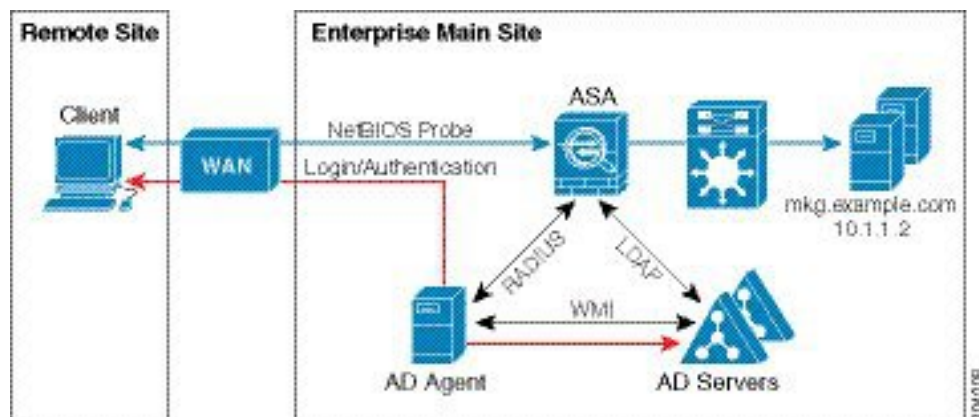 Remote Site
Enterprise Main Site
Client
ASA
NetBIOS Probe
WAN
Login/Authentication
mkg.example.com
10.1.1.2
RADIUS
LDAP
WMI
AD Agent
AD Servers